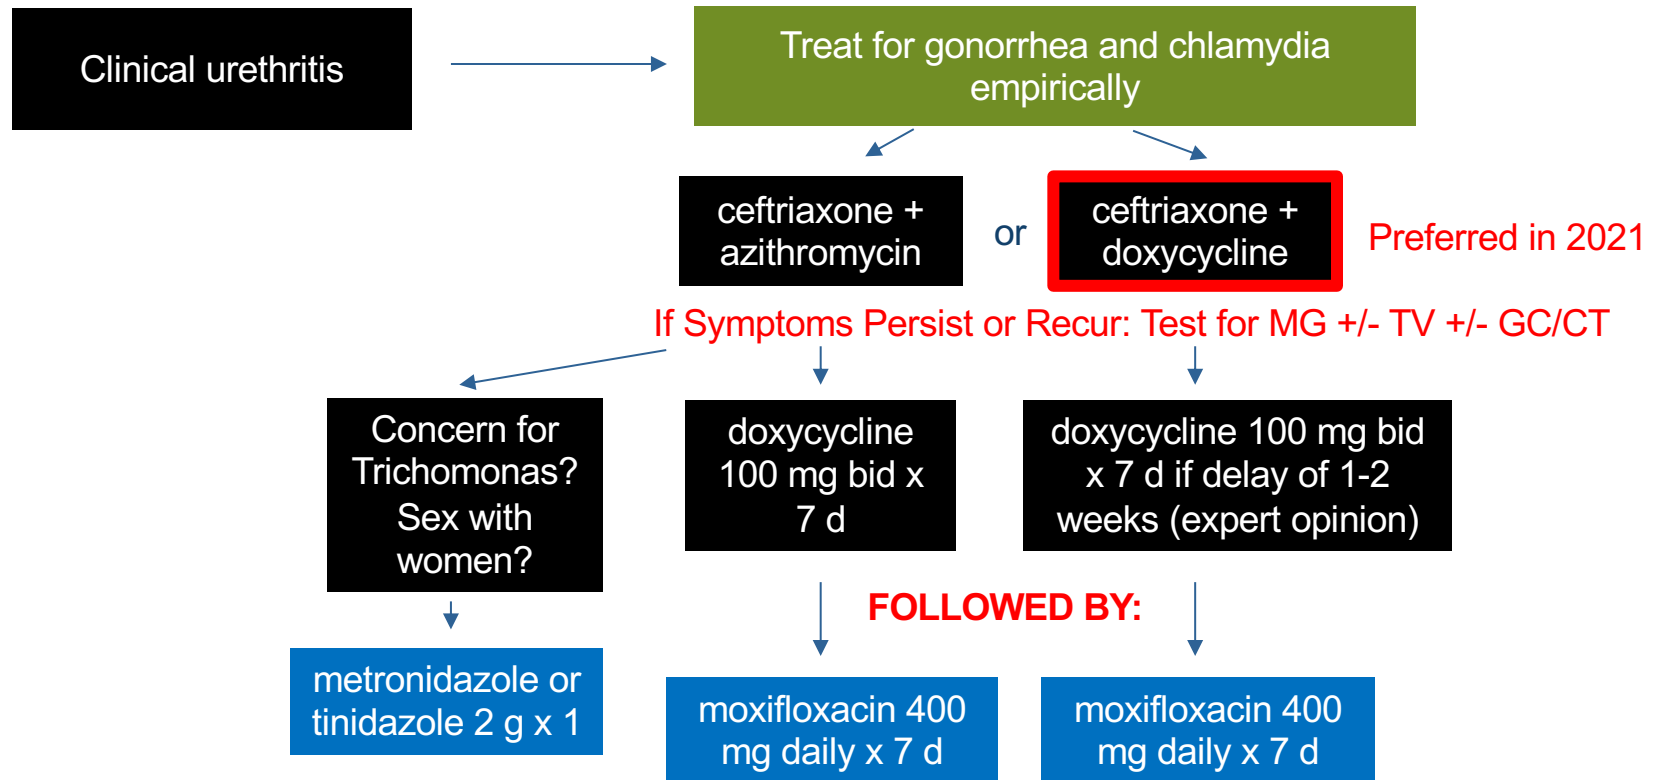 Clinical urethritis
Treat for gonorrhea and chlamydia
empirically
ceftriaxone +
azithromycin
or
ceftriaxone +
doxycycline
Preferred in 2021
If Symptoms Persist or Recur: Test for MG +/- TV +/- GC/CT
Concern for
Trichomonas?
Sex with
women?
doxycycline
100 mg bid x
7 d
doxycycline 100 mg bid
x 7 d if delay of 1-2
weeks (expert opinion)
FOLLOWED BY:
metronidazole or
tinidazole 2 g x 1
moxifloxacin 400
mg daily x 7 d
moxifloxacin 400
mg daily x 7 d